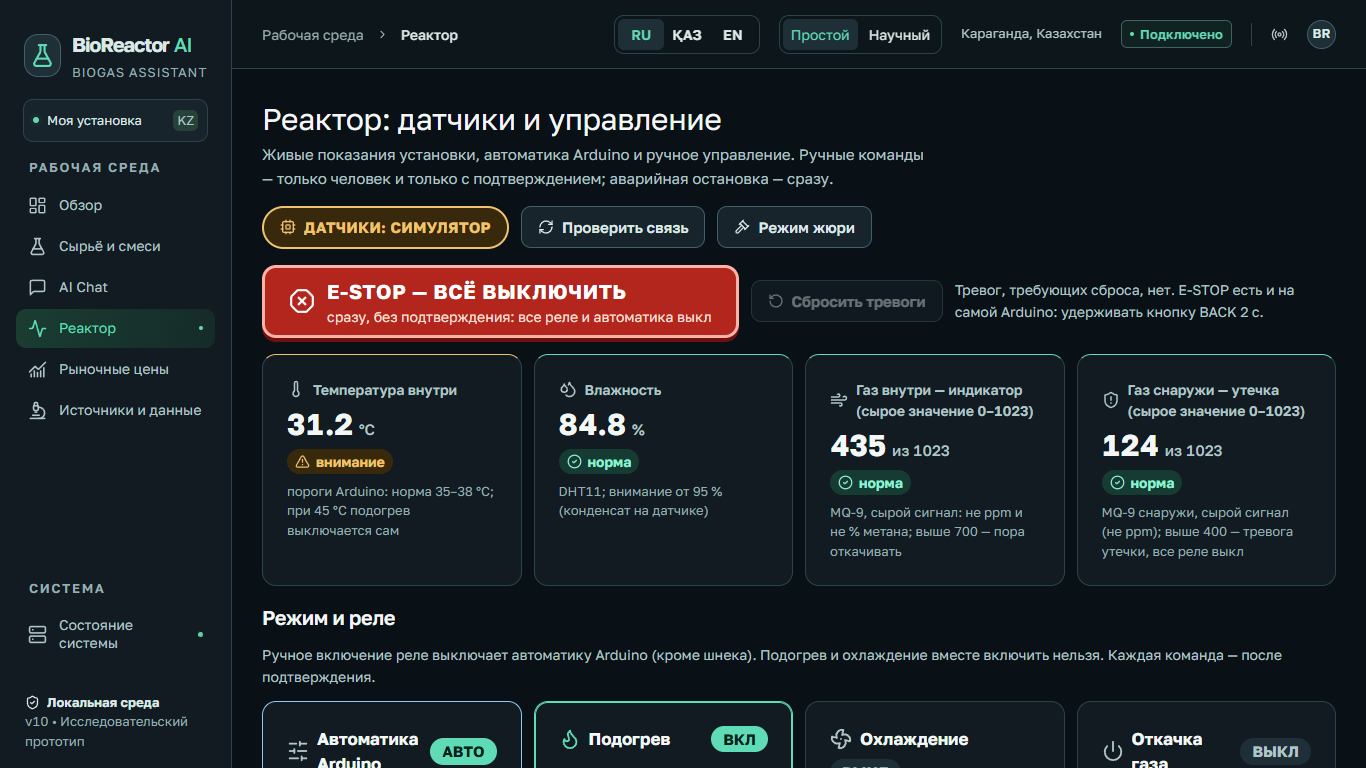 BioReactor AI
BIOGAS ASSISTANT
Моя установка KZ
РАБОЧАЯ СРЕДА
Обзор
Сырьё и смеси
AI Chat
Реактор
Рыночные цены
Источники и данные
СИСТЕМА
Состояние
системы
Локальная среда
v10 • Исследовательский
прототип
Рабочая среда > Реактор
RU ҚАЗ EN
Простой Научный
Караганда, Казахстан
• Подключено
BR
Реактор: датчики и управление
Живые показания установки, автоматика Arduino и ручное управление. Ручные команды
— только человек и только с подтверждением; аварийная остановка — сразу.
ДАТЧИКИ: СИМУЛЯТОР
Проверить связь
Режим жюри
E-STOP — ВСЁ ВЫКЛЮЧИТЬ
сразу, без подтверждения: все реле и автоматика выкл
Сбросить тревоги
Тревог, требующих сброса, нет. E-STOP есть и на
самой Arduino: удерживать кнопку BACK 2 с.
Температура внутри
31.2 °C
внимание
пороги Arduino: норма 35–38 °C;
при 45 °C подогрев
выключается сам
Влажность
84.8 %
норма
DHT11; внимание от 95 %
(конденсат на датчике)
Газ внутри — индикатор
(сырое значение 0–1023)
435 из 1023
норма
MQ-9, сырой сигнал: не ppm и
не % метана; выше 700 — пора
откачивать
Газ снаружи — утечка
(сырое значение 0–1023)
124 из 1023
норма
MQ-9 снаружи, сырой сигнал
(не ppm); выше 400 — тревога
утечки, все реле выкл
Режим и реле
Ручное включение реле выключает автоматику Arduino (кроме шнека). Подогрев и охлаждение вместе включить нельзя. Каждая команда — после
подтверждения.
Автоматика
Arduino
АВТО
Подогрев
ВКЛ
Охлаждение
Откачка
газа
ВЫКЛ